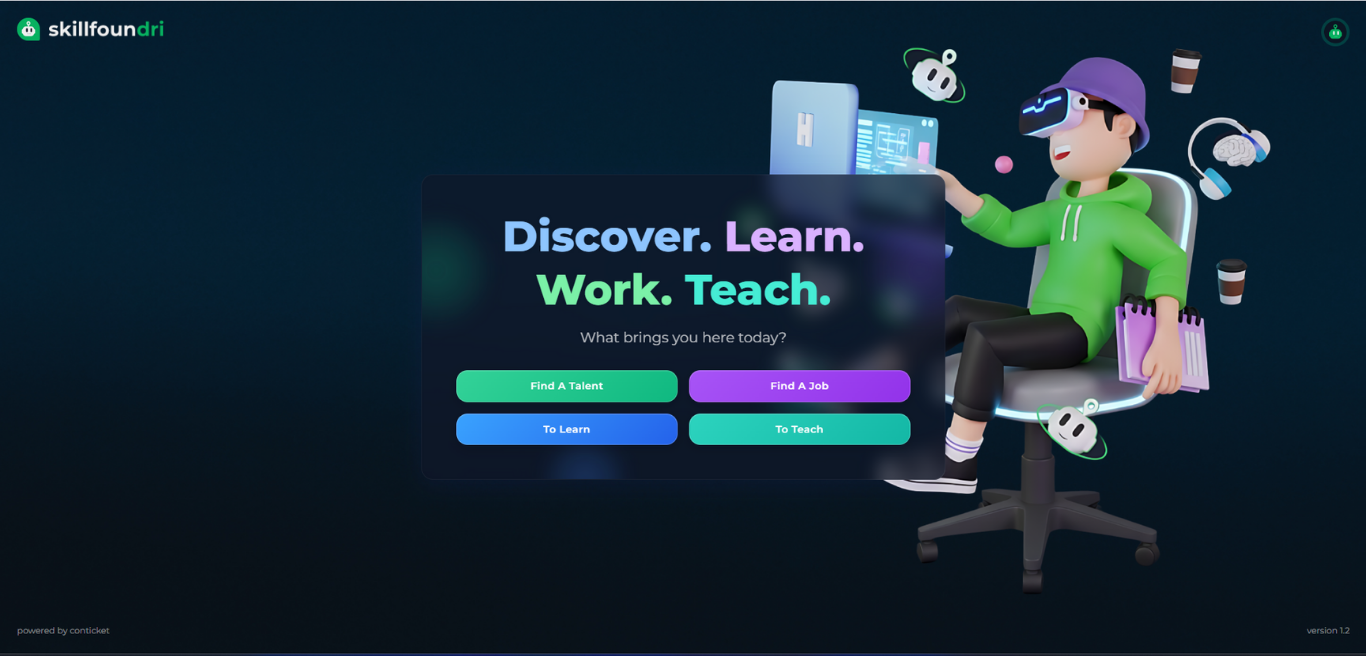 skillfoundri
Discover. Learn.
Work. Teach.
What brings you here today?
Find A Talent
Find A Job
To Learn
To Teach
powered by conticket
version 1.2